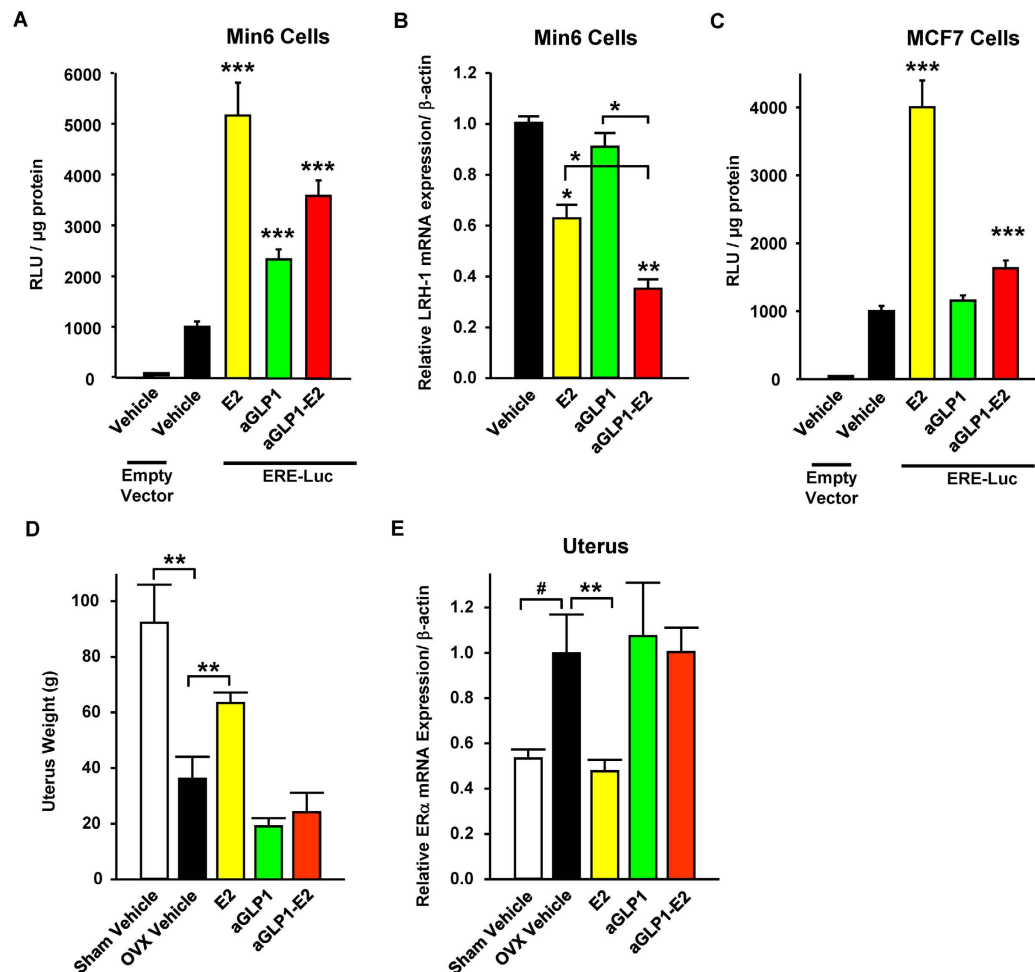 A
Min6 Cells
RLU / µg protein
6000
5000
4000
3000
2000
1000
0
***
***
***
Vehicle
Vehicle
E2
aGLP1
aGLP1-E2
Empty
Vector
ERE-Luc
B
Min6 Cells
Relative LRH-1 mRNA expression/ β-actin
1.2
1.0
0.8
0.6
0.4
0.2
0.0
*
*
*
**
Vehicle
E2
aGLP1
aGLP1-E2
C
MCF7 Cells
RLU / µg protein
4000
3000
2000
1000
0
***
***
Vehicle
Vehicle
E2
aGLP1
aGLP1-E2
Empty
Vector
ERE-Luc
D
Uterus Weight (g)
100
80
60
40
20
0
**
**
Sham Vehicle
OVX Vehicle
E2
aGLP1
aGLP1-E2
E
Uterus
Relative ERα mRNA Expression/ β-actin
1.2
1.0
0.8
0.6
0.4
0.2
0.0
#
**
Sham Vehicle
OVX Vehicle
E2
aGLP1
aGLP1-E2